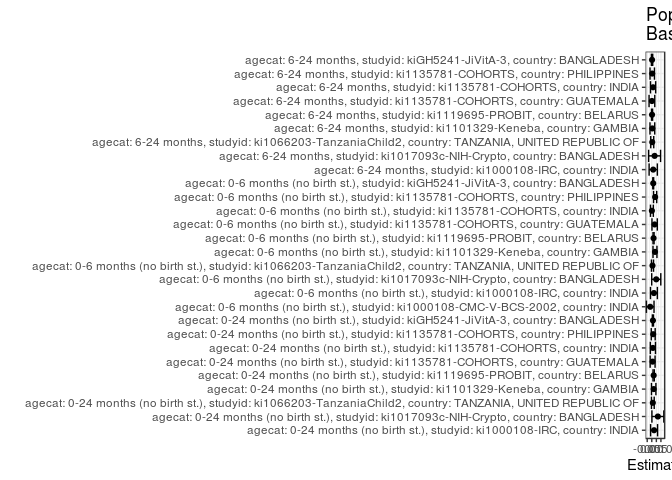 Pop
Bas
agecat: 6-24 months, studyid: kiGH5241-JiVitA-3, country: BANGLADESH
agecat: 6-24 months, studyid: ki1135781-COHORTS, country: PHILIPPINES
agecat: 6-24 months, studyid: ki1135781-COHORTS, country: INDIA
agecat: 6-24 months, studyid: ki1135781-COHORTS, country: GUATEMALA
agecat: 6-24 months, studyid: ki1119695-PROBIT, country: BELARUS
agecat: 6-24 months, studyid: ki1101329-Keneba, country: GAMBIA
agecat: 6-24 months, studyid: ki1066203-TanzaniaChild2, country: TANZANIA, UNITED REPUBLIC OF
agecat: 6-24 months, studyid: ki1017093c-NIH-Crypto, country: BANGLADESH
agecat: 6-24 months, studyid: ki1000108-IRC, country: INDIA
agecat: 0-6 months (no birth st.), studyid: kiGH5241-JiVitA-3, country: BANGLADESH
agecat: 0-6 months (no birth st.), studyid: ki1135781-COHORTS, country: PHILIPPINES
agecat: 0-6 months (no birth st.), studyid: ki1135781-COHORTS, country: INDIA
agecat: 0-6 months (no birth st.), studyid: ki1135781-COHORTS, country: GUATEMALA
agecat: 0-6 months (no birth st.), studyid: ki1119695-PROBIT, country: BELARUS
agecat: 0-6 months (no birth st.), studyid: ki1101329-Keneba, country: GAMBIA
agecat: 0-6 months (no birth st.), studyid: ki1066203-TanzaniaChild2, country: TANZANIA, UNITED REPUBLIC OF
agecat: 0-6 months (no birth st.), studyid: ki1017093c-NIH-Crypto, country: BANGLADESH
agecat: 0-6 months (no birth st.), studyid: ki1000108-IRC, country: INDIA
agecat: 0-6 months (no birth st.), studyid: ki1000108-CMC-V-BCS-2002, country: INDIA
agecat: 0-24 months (no birth st.), studyid: kiGH5241-JiVitA-3, country: BANGLADESH
agecat: 0-24 months (no birth st.), studyid: ki1135781-COHORTS, country: PHILIPPINES
agecat: 0-24 months (no birth st.), studyid: ki1135781-COHORTS, country: INDIA
agecat: 0-24 months (no birth st.), studyid: ki1135781-COHORTS, country: GUATEMALA
agecat: 0-24 months (no birth st.), studyid: ki1119695-PROBIT, country: BELARUS
agecat: 0-24 months (no birth st.), studyid: ki1101329-Keneba, country: GAMBIA
agecat: 0-24 months (no birth st.), studyid: ki1066203-TanzaniaChild2, country: TANZANIA, UNITED REPUBLIC OF
agecat: 0-24 months (no birth st.), studyid: ki1017093c-NIH-Crypto, country: BANGLADESH
agecat: 0-24 months (no birth st.), studyid: ki1000108-IRC, country: INDIA
Estimat